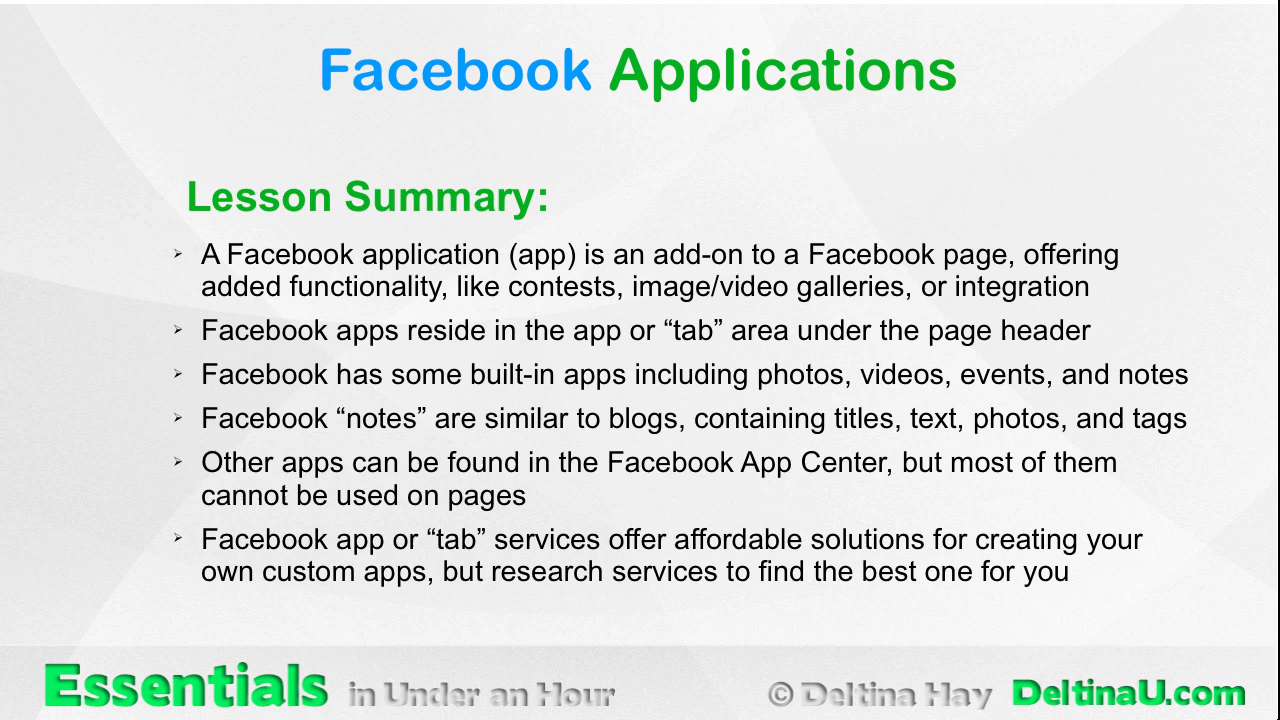 Facebook Applications
Lesson Summary:
➢ A Facebook application (app) is an add-on to a Facebook page, offering
added functionality, like contests, image/video galleries, or integration
➢ Facebook apps reside in the app or “tab” area under the page header
➢ Facebook has some built-in apps including photos, videos, events, and notes
➢ Facebook “notes” are similar to blogs, containing titles, text, photos, and tags
➢ Other apps can be found in the Facebook App Center, but most of them
cannot be used on pages
➢ Facebook app or “tab” services offer affordable solutions for creating your
own custom apps, but research services to find the best one for you
Essentials in Under an Hour © Deltina Hay DeltinaU.com